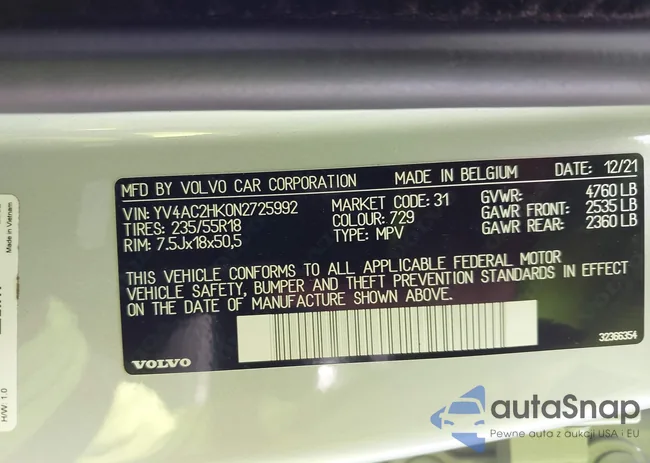 MFD BY VOLVO CAR CORPORATION MADE IN BELGIUM DATE: 12/21
VIN: YV4AC2HK0N2725992 MARKET CODE: 31 GVWR: 4760 LB
TIRES: 235/55R18 COLOUR: 729 GAWR FRONT: 2535 LB
RIM: 7.5Jx18x50,5 TYPE: MPV GAWR REAR: 2360 LB
THIS VEHICLE CONFORMS TO ALL APPLICABLE FEDERAL MOTOR
VEHICLE SAFETY, BUMPER AND THEFT PREVENTION STANDARDS IN EFFECT
ON THE DATE OF MANUFACTURE SHOWN ABOVE.
VOLVO
32366354
Made in Vietnam
H/W: 1.0
autaSnap
Pewne auta z aukcji USA i EU